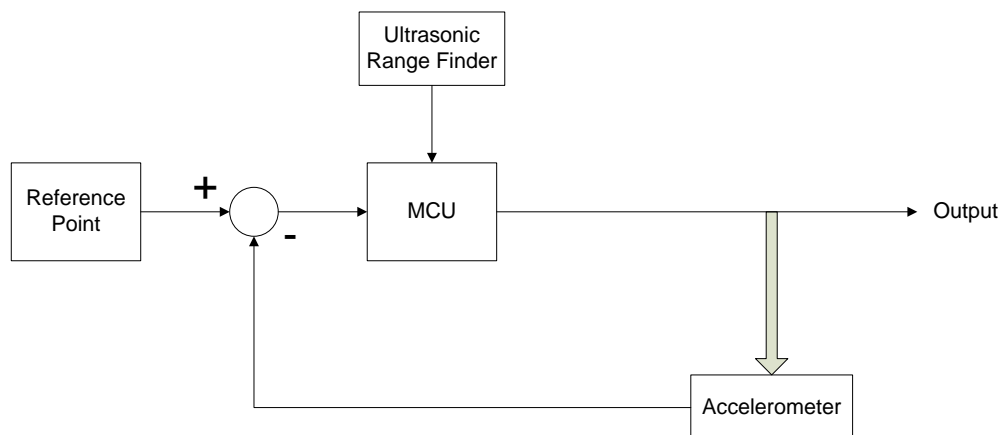 Ultrasonic
Range Finder
Reference
Point
+
-
MCU
Output
Accelerometer